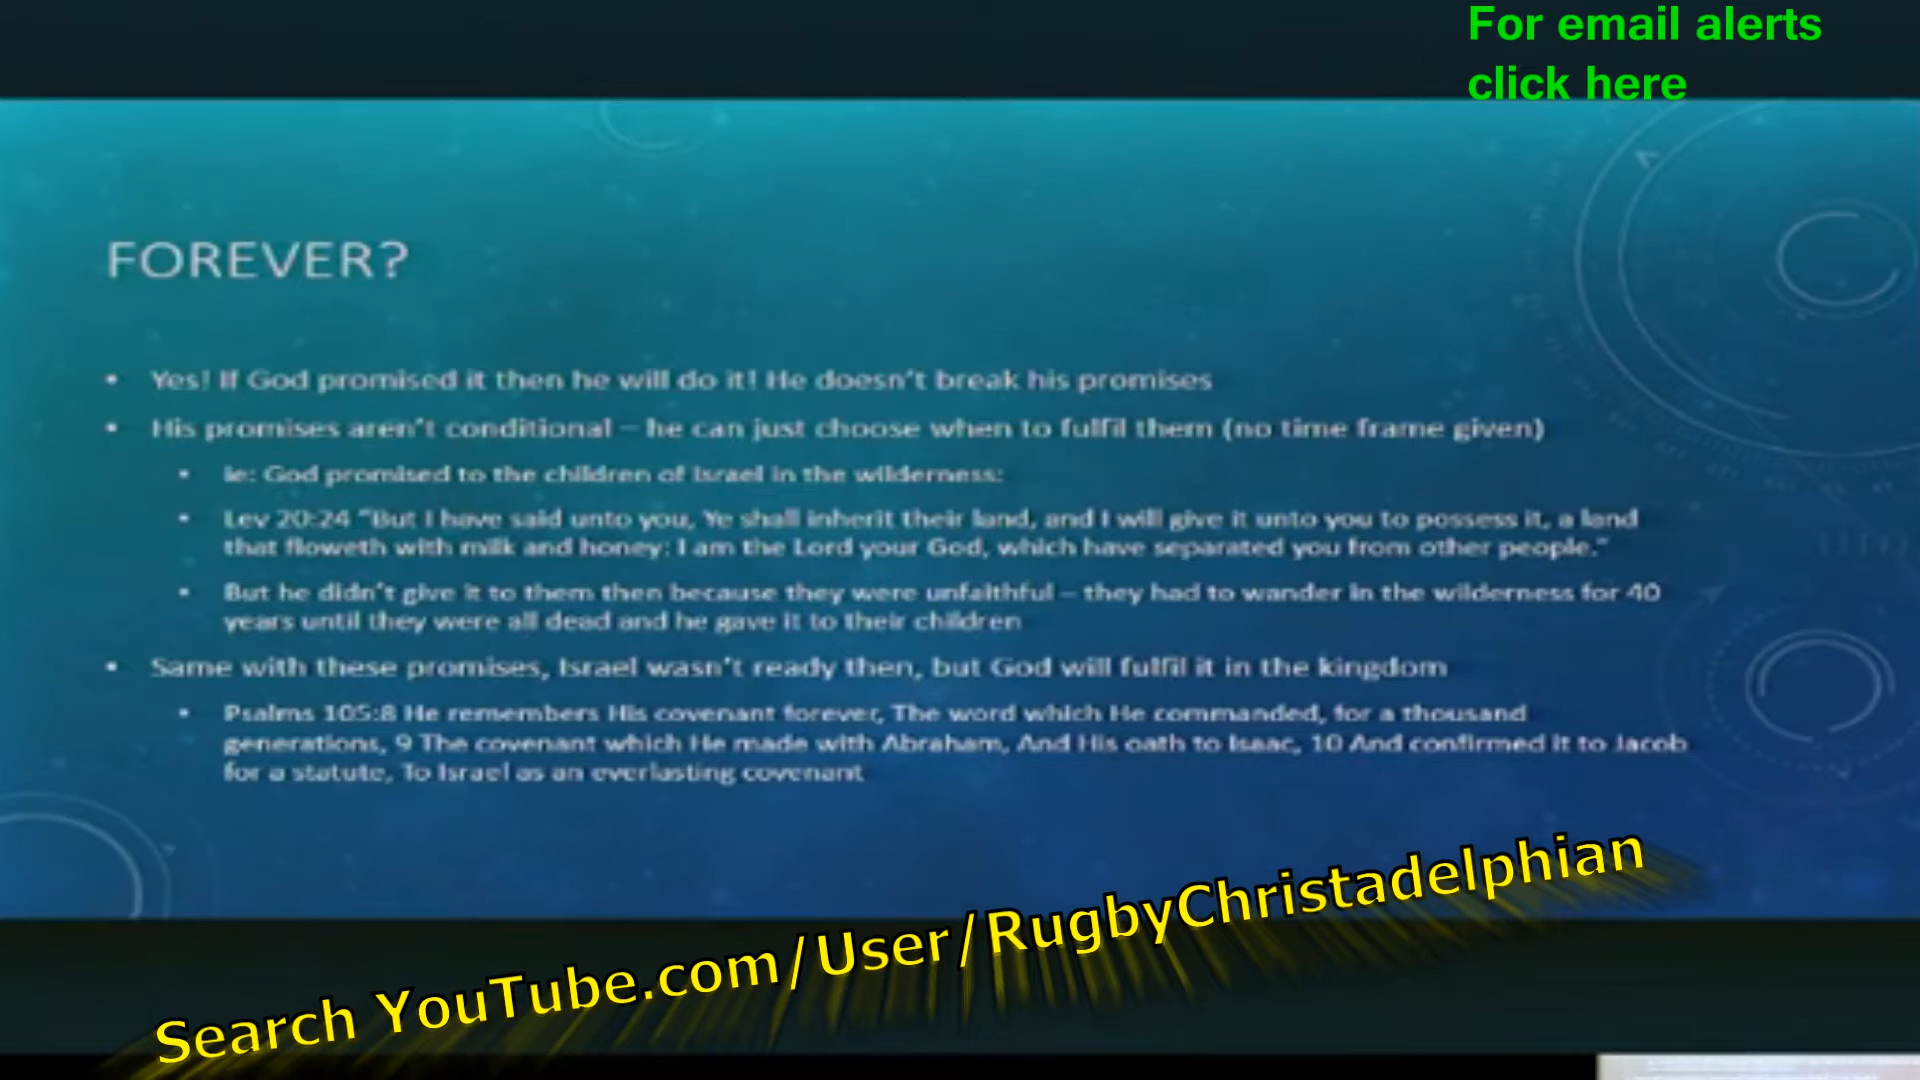 For email alerts
click here
FOREVER?
• Yes! If God promised it then he will do it! He doesn't break his promises
• His promises aren't conditional – he can just choose when to fulfil them (no time frame given)
• ie: God promised to the children of Israel in the wilderness:
• Lev 20:24 "But I have said unto you, Ye shall inherit their land, and I will give it unto you to possess it, a land
that floweth with milk and honey: I am the Lord your God, which have separated you from other people."
• But he didn't give it to them then because they were unfaithful – they had to wander in the wilderness for 40
years until they were all dead and he gave it to their children
• Same with these promises, Israel wasn't ready then, but God will fulfil it in the kingdom
• Psalms 105:8 He remembers His covenant forever, The word which He commanded, for a thousand
generations, 9 The covenant which He made with Abraham, And His oath to Isaac, 10 And confirmed it to Jacob
for a statute, To Israel as an everlasting covenant
Search YouTube.com/User/RugbyChristadelphian